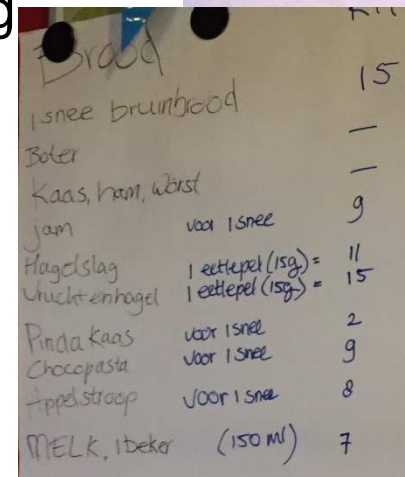 g
Brood
1 snee bruinbrood 15
Boter —
Kaas, ham, worst —
jam voor 1 snee 9
Hagelslag 1 eetlepel (15g) = 11
Vruchtenhagel 1 eetlepel (15g) = 15
Pindakaas voor 1 snee 2
Chocopasta voor 1 snee 9
Appelstroop voor 1 snee 8
MELK, 1 beker (150 ml) 7